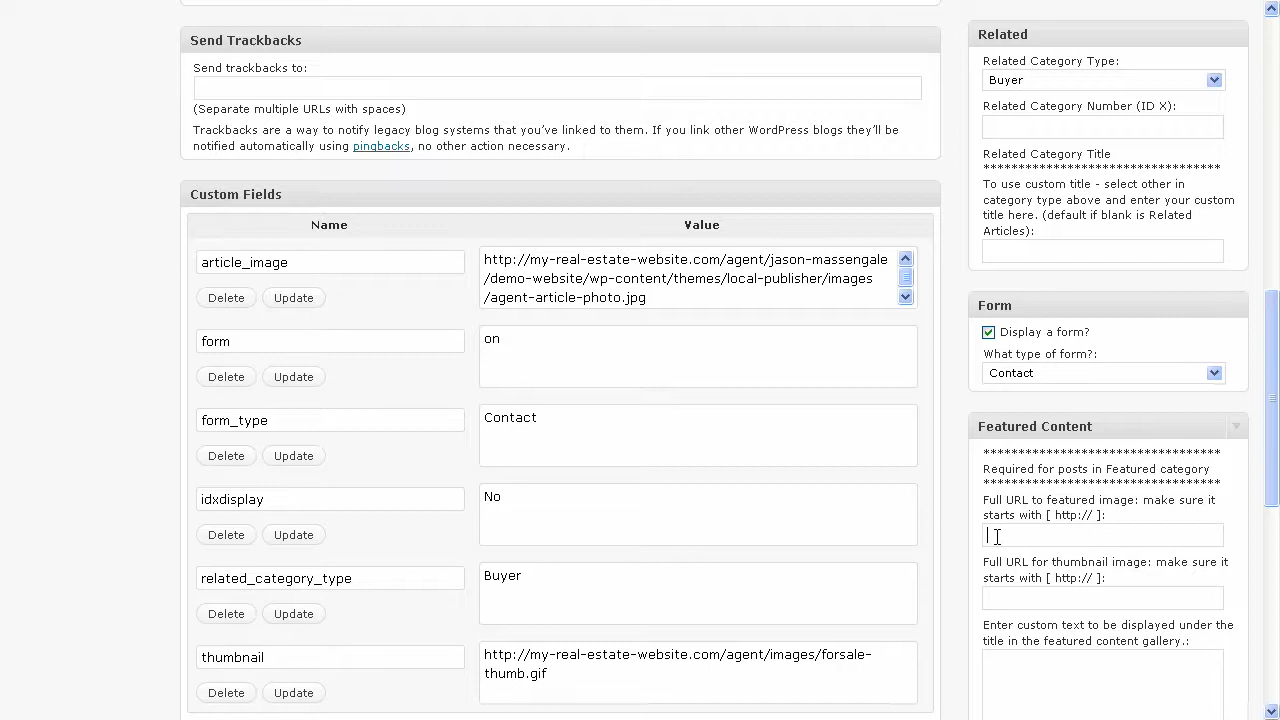 Send Trackbacks
Send trackbacks to:
(Separate multiple URLs with spaces)
Trackbacks are a way to notify legacy blog systems that you've linked to them. If you link other WordPress blogs they'll
notified automatically using pingbacks, no other action necessary.
Custom Fields
Name Value
article_image
http://my-real-estate-website.com/agent/jason-massengale
/demo-website/wp-content/themes/local-publisher/images
/agent-article-photo.jpg
Delete Update
form
on
Delete Update
form_type
Contact
Delete Update
idxdisplay
No
Delete Update
related_category_type
Buyer
Delete Update
thumbnail
http://my-real-estate-website.com/agent/images/forsale-
thumb.gif
Delete Update
Related
Related Category Type:
Buyer
Related Category Number (ID X):
Related Category Title
**********************************
To use custom title - select other in
category type above and enter your custom
title here. (default if blank is Related
Articles):
Form
Display a form?
What type of form?:
Contact
Featured Content
**********************************
Required for posts in Featured category
**********************************
Full URL to featured image: make sure it
starts with [ http:// ]:
Full URL for thumbnail image: make sure it
starts with [ http:// ]:
Enter custom text to be displayed under the
title in the featured content gallery.: